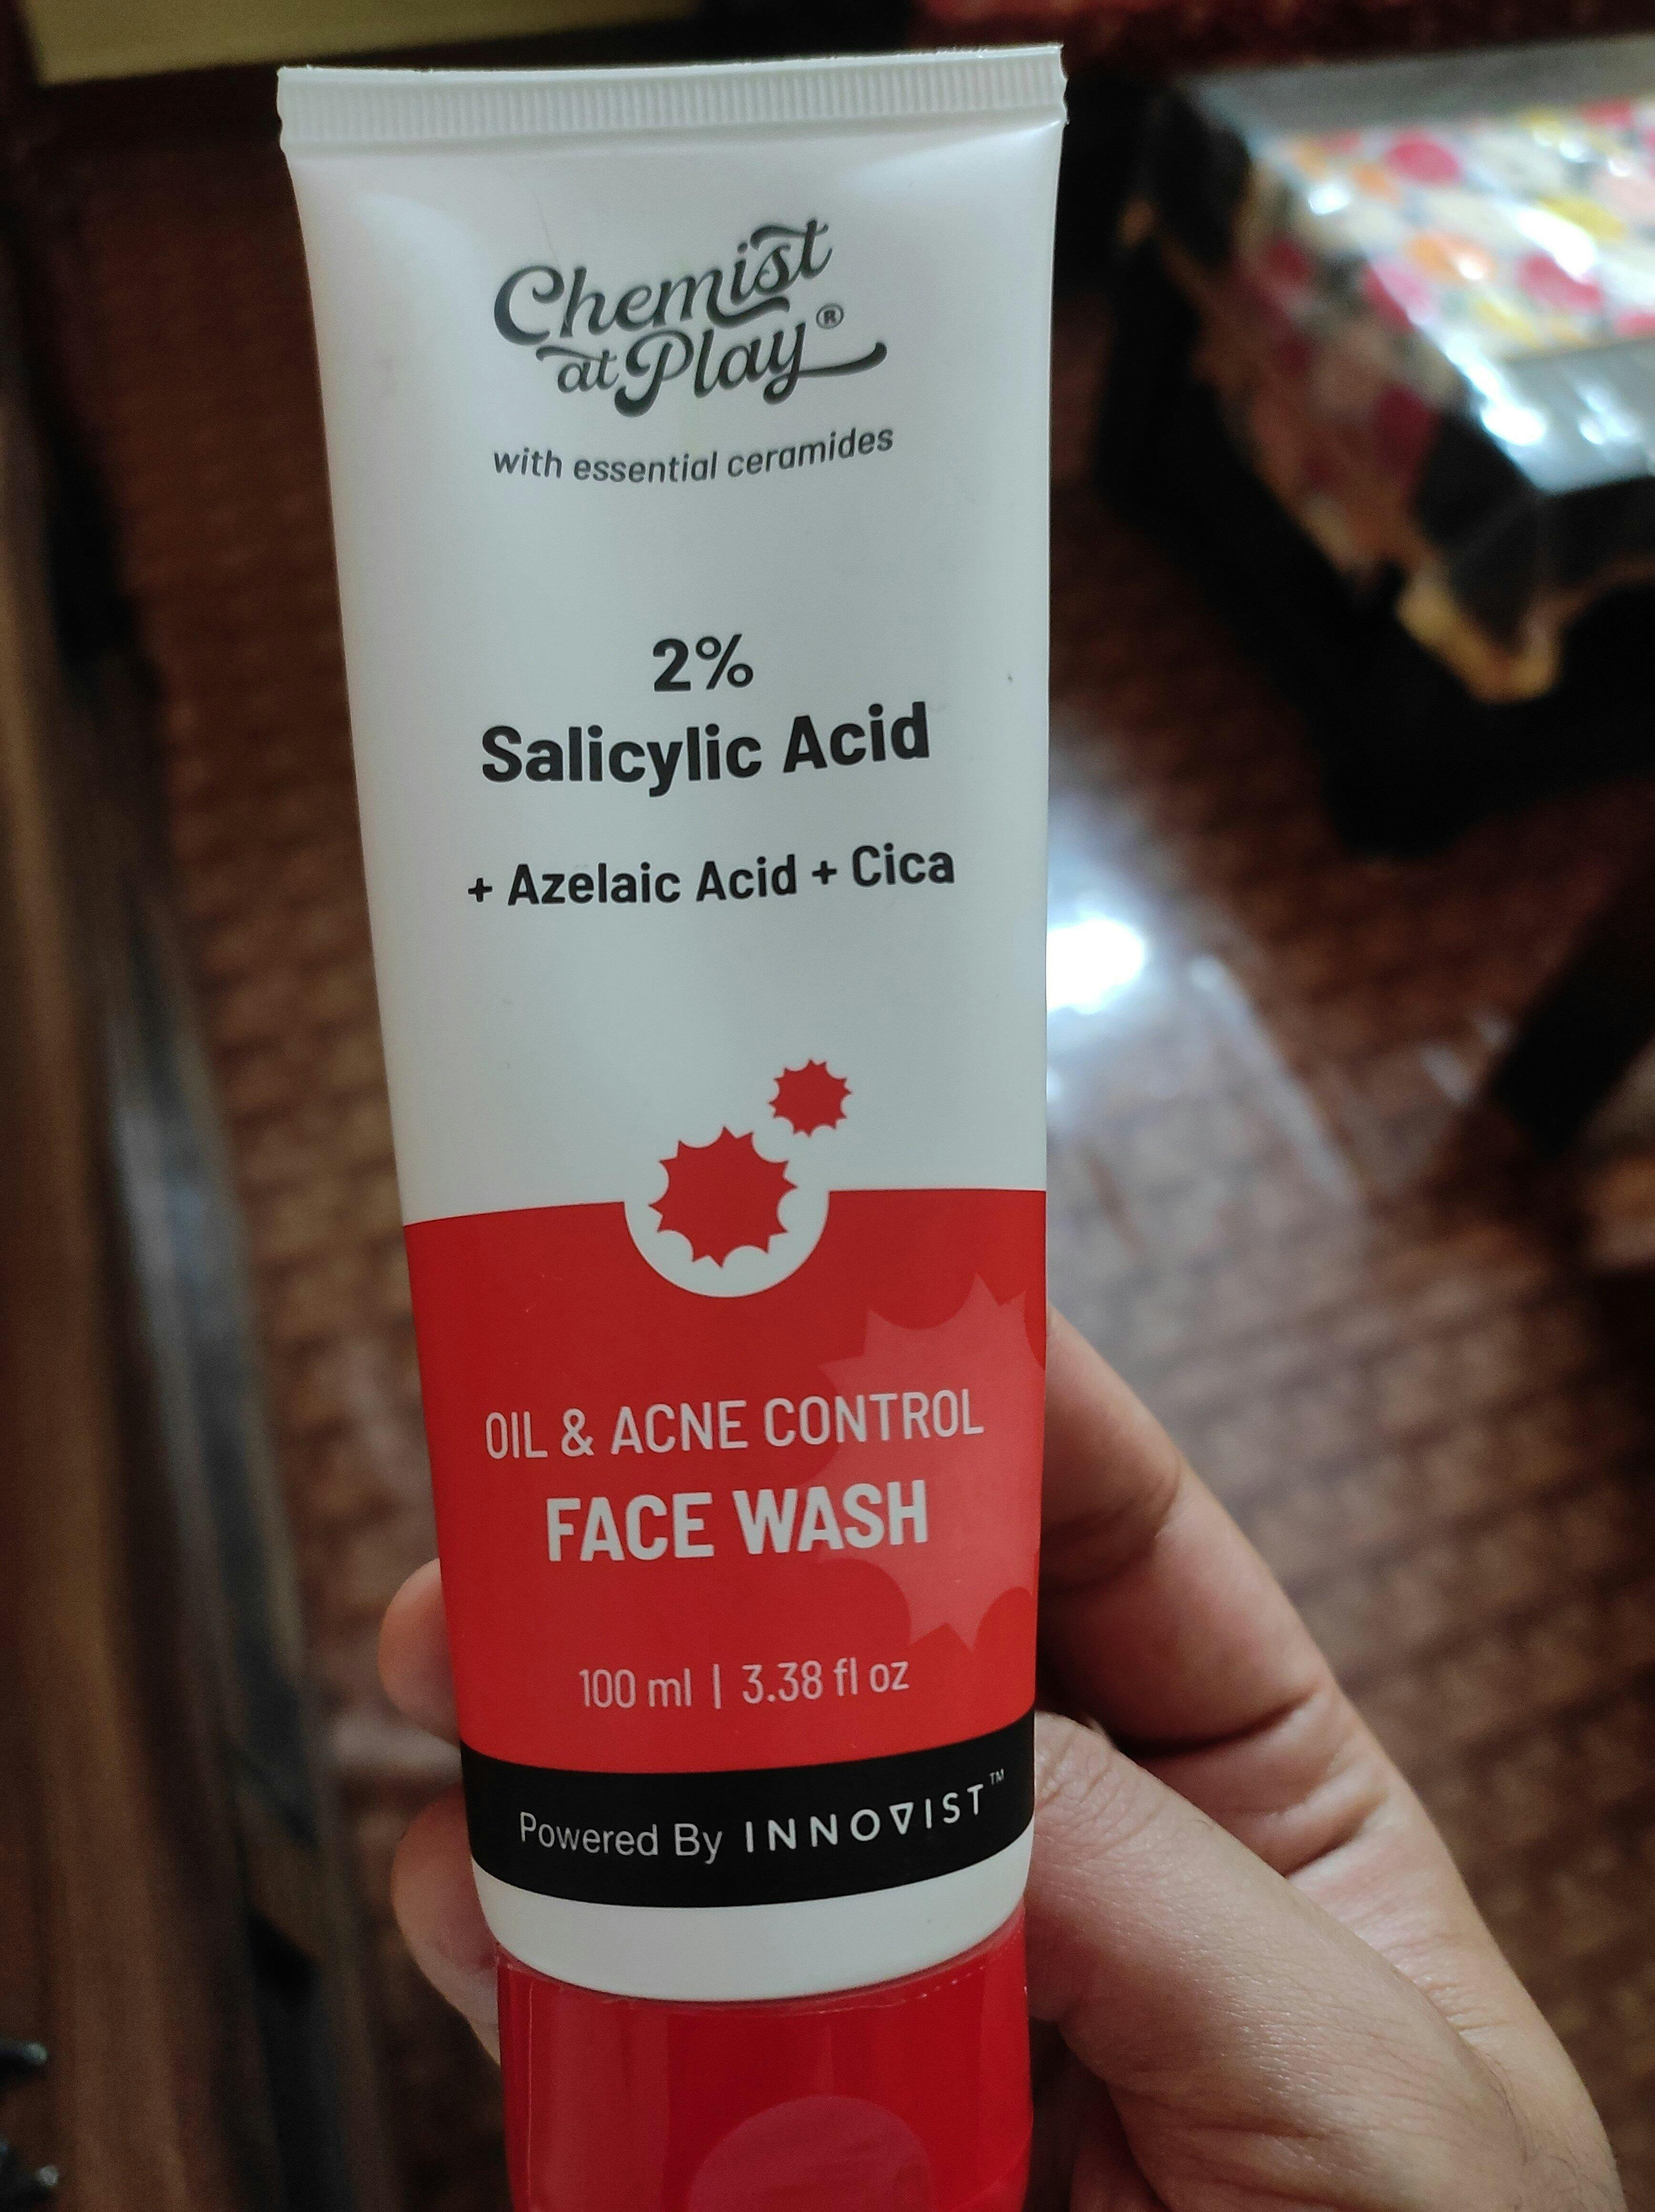 Chemist
at Play®
with essential ceramides
2%
Salicylic Acid
+ Azelaic Acid + Cica
OIL & ACNE CONTROL
FACE WASH
100 ml | 3.38 fl oz
Powered By INNOVIST™